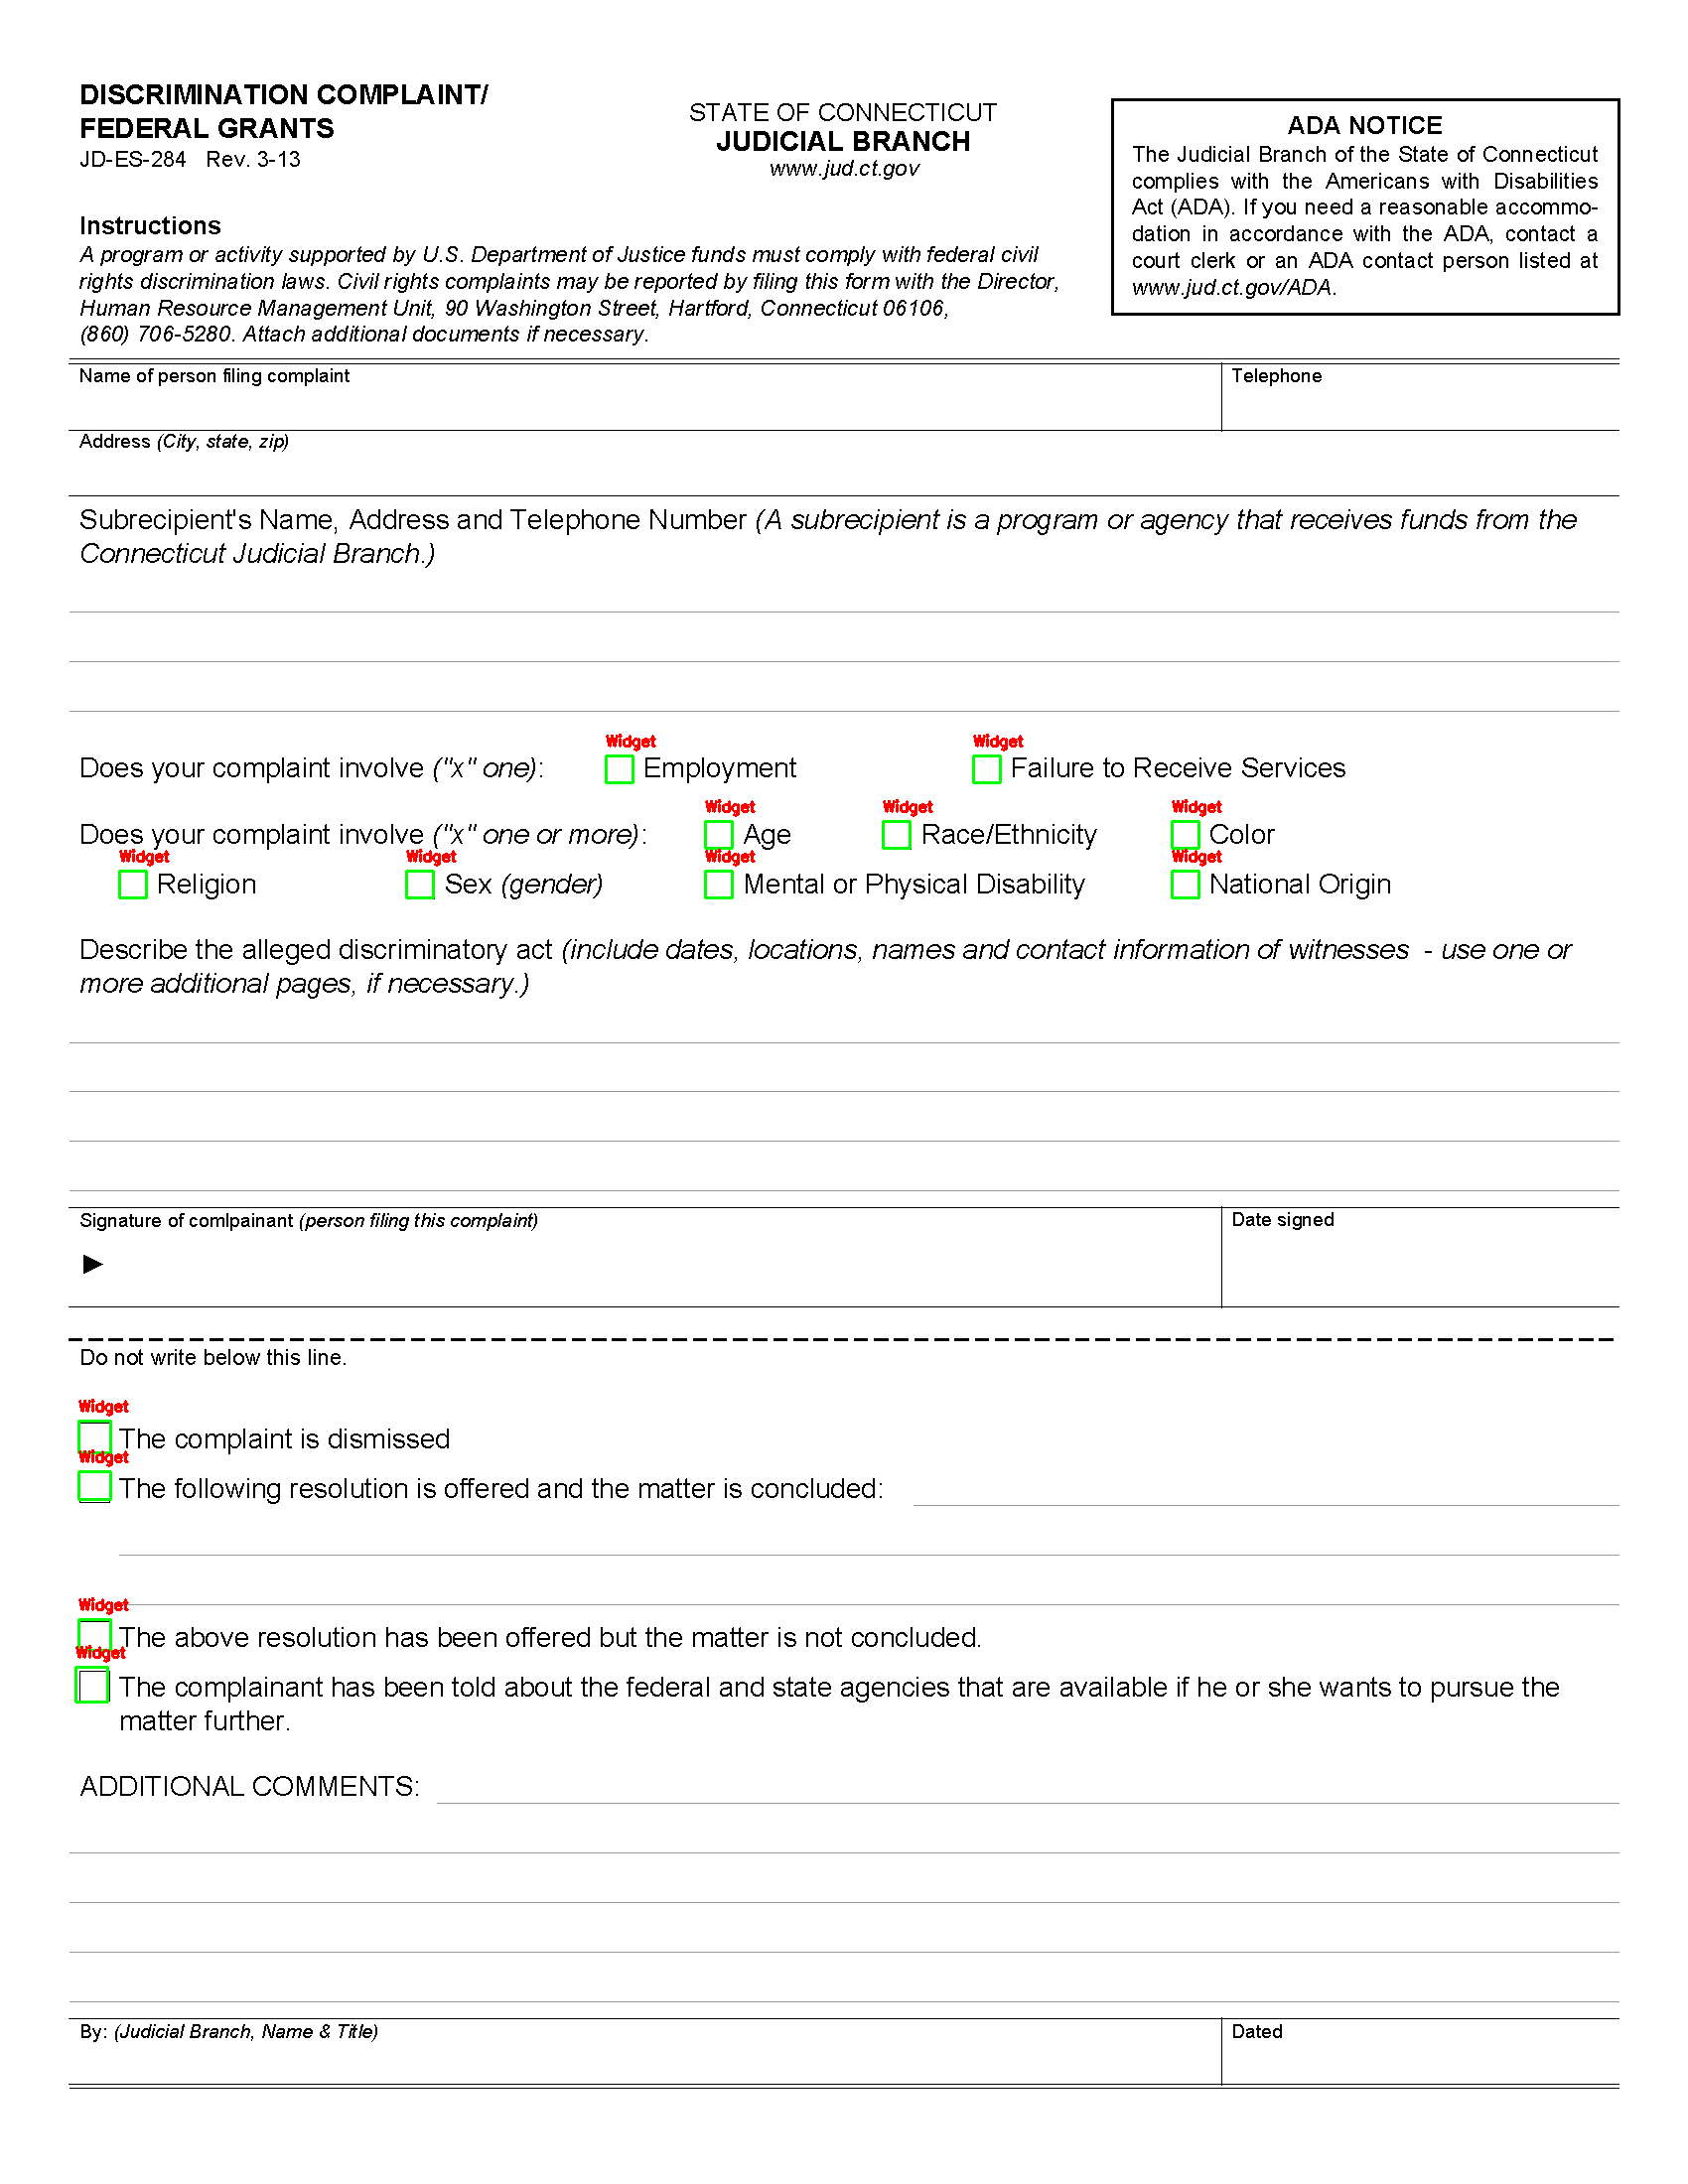 DISCRIMINATION COMPLAINT/
FEDERAL GRANTS
JD-ES-284 Rev. 3-13
STATE OF CONNECTICUT
JUDICIAL BRANCH
www.jud.ct.gov
ADA NOTICE
The Judicial Branch of the State of Connecticut
complies with the Americans with Disabilities
Act (ADA). If you need a reasonable accommo-
dation in accordance with the ADA, contact a
court clerk or an ADA contact person listed at
www.jud.ct.gov/ADA.
Instructions
A program or activity supported by U.S. Department of Justice funds must comply with federal civil
rights discrimination laws. Civil rights complaints may be reported by filing this form with the Director,
Human Resource Management Unit, 90 Washington Street, Hartford, Connecticut 06106,
(860) 706-5280. Attach additional documents if necessary.
Name of person filing complaint
Telephone
Address (City, state, zip)
Subrecipient's Name, Address and Telephone Number (A subrecipient is a program or agency that receives funds from the
Connecticut Judicial Branch.)
Widget Widget
Does your complaint involve ("x" one): Employment Failure to Receive Services
Widget Widget Widget
Does your complaint involve ("x" one or more): Age Race/Ethnicity Color
Widget Widget Widget Widget
Religion Sex (gender) Mental or Physical Disability National Origin
Describe the alleged discriminatory act (include dates, locations, names and contact information of witnesses - use one or
more additional pages, if necessary.)
Signature of comlpainant (person filing this complaint)
Date signed
Do not write below this line.
Widget
The complaint is dismissed
Widget
The following resolution is offered and the matter is concluded:
Widget
The above resolution has been offered but the matter is not concluded.
Widget
The complainant has been told about the federal and state agencies that are available if he or she wants to pursue the
matter further.
ADDITIONAL COMMENTS:
By: (Judicial Branch, Name & Title)
Dated